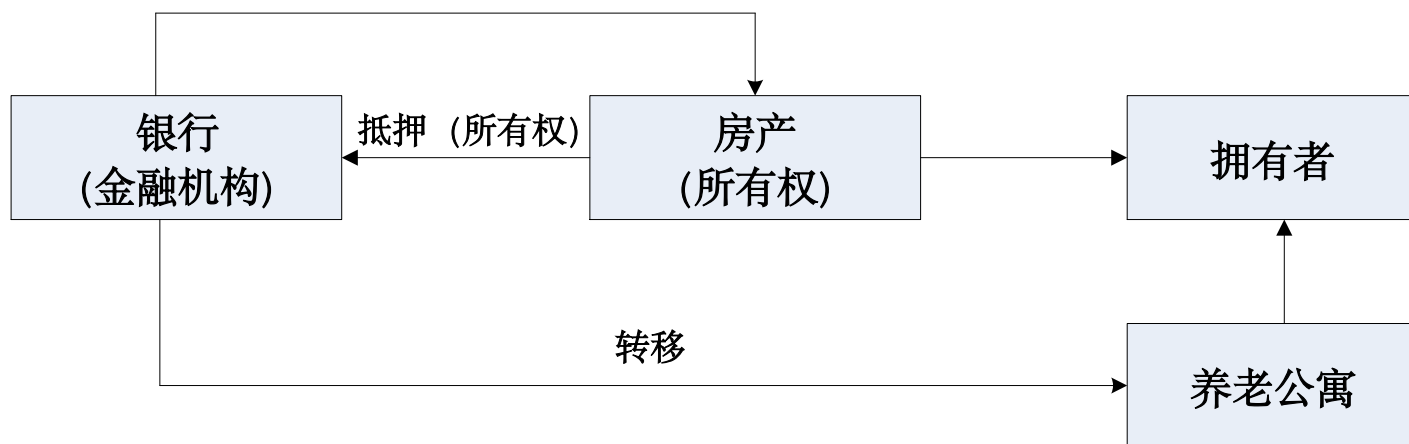 银行
(金融机构)
抵押（所有权）
房产
(所有权)
拥有者
转移
养老公寓